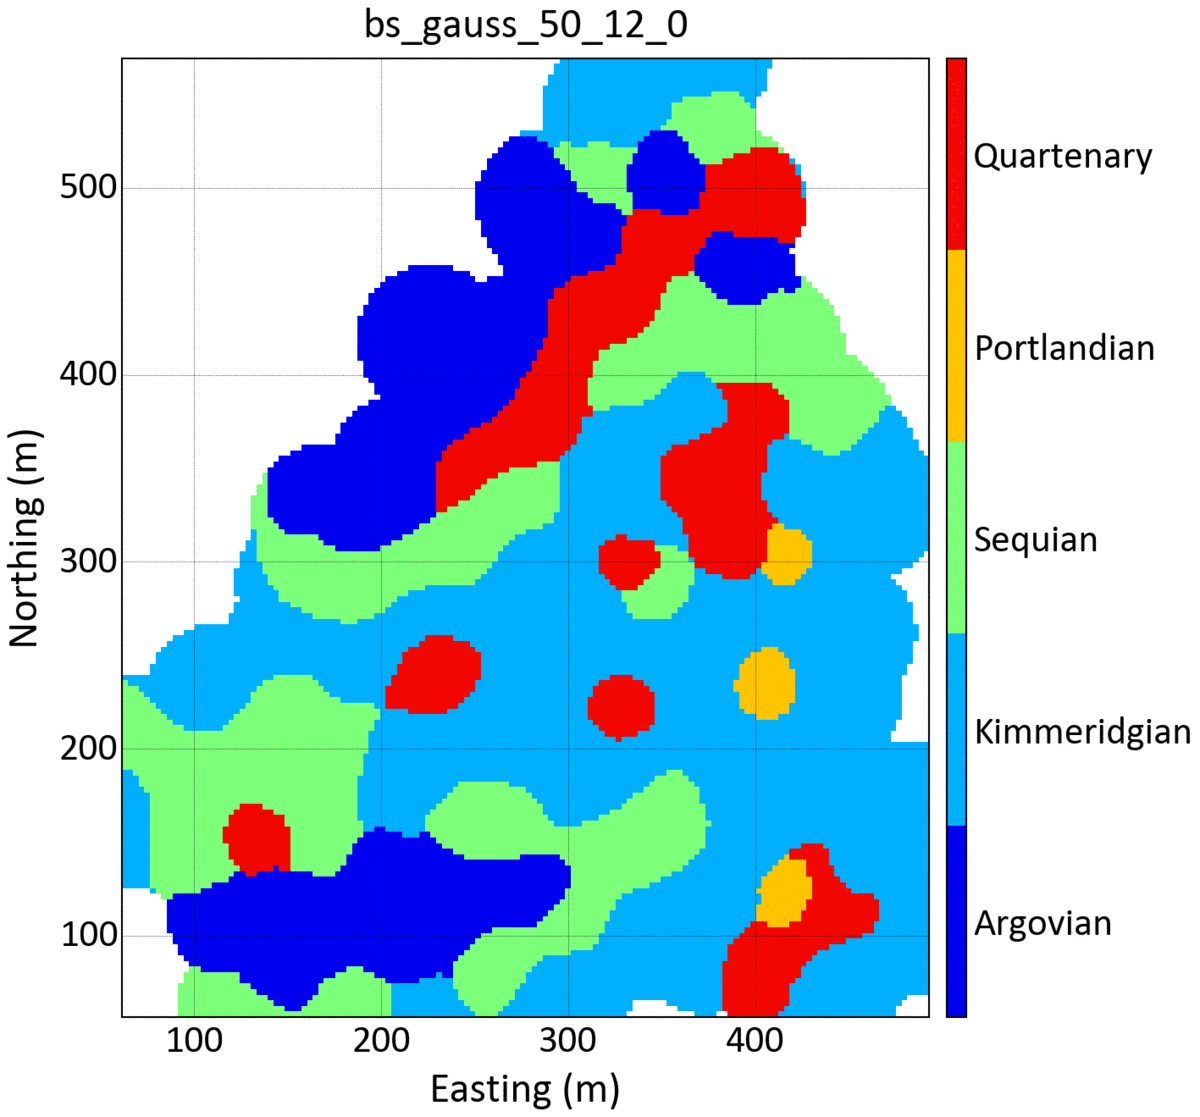 bs_gauss_50_12_0
500
400
300
200
100
Northing (m)
100
200
300
400
Easting (m)
Quartenary
Portlandian
Sequian
Kimmeridgian
Argovian